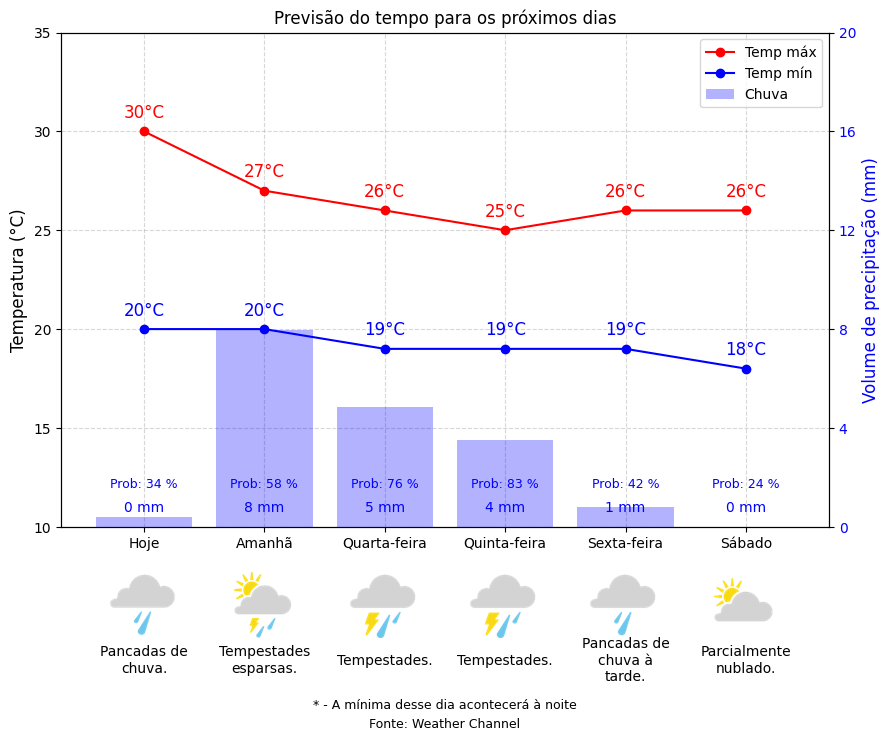 Previsão do tempo para os próximos dias
35
30
25
20
15
10
Temperatura (°C)
20
16
12
8
4
0
Volume de precipitação (mm)
Temp máx
Temp mín
Chuva
30°C
27°C
26°C
25°C
26°C
26°C
20°C
20°C
19°C
19°C
19°C
18°C
Prob: 34 %
Prob: 58 %
Prob: 76 %
Prob: 83 %
Prob: 42 %
Prob: 24 %
0 mm
8 mm
5 mm
4 mm
1 mm
0 mm
Hoje
Amanhã
Quarta-feira
Quinta-feira
Sexta-feira
Sábado
Pancadas de
chuva.
Tempestades
esparsas.
Tempestades.
Tempestades.
Pancadas de
chuva à
tarde.
Parcialmente
nublado.
* - A mínima desse dia acontecerá à noite
Fonte: Weather Channel